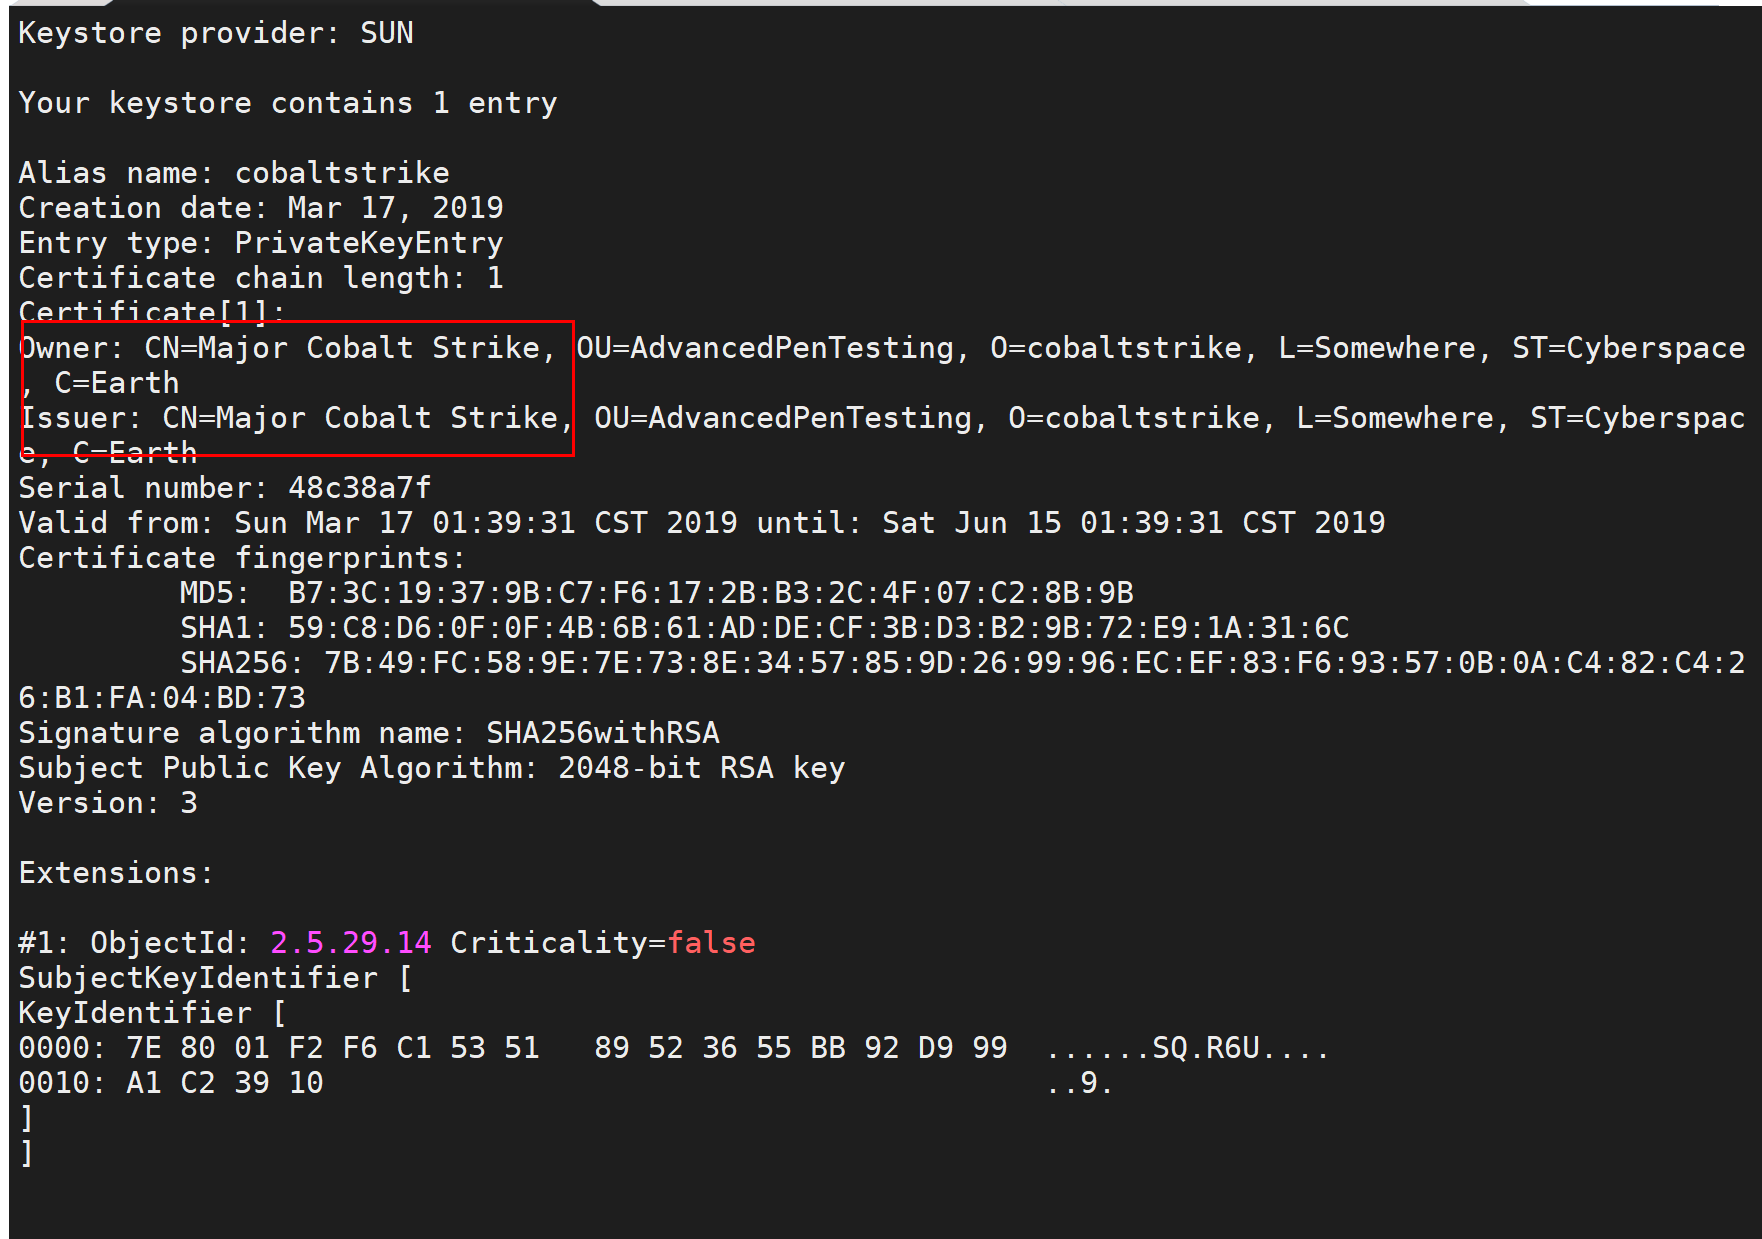 Keystore provider: SUN
Your keystore contains 1 entry
Alias name: cobaltstrike
Creation date: Mar 17, 2019
Entry type: PrivateKeyEntry
Certificate chain length: 1
Certificate[1]:
Owner: CN=Major Cobalt Strike, OU=AdvancedPenTesting, O=cobaltstrike, L=Somewhere, ST=Cyberspace
, C=Earth
Issuer: CN=Major Cobalt Strike, OU=AdvancedPenTesting, O=cobaltstrike, L=Somewhere, ST=Cyberspac
e, C=Earth
Serial number: 48c38a7f
Valid from: Sun Mar 17 01:39:31 CST 2019 until: Sat Jun 15 01:39:31 CST 2019
Certificate fingerprints:
MD5:  B7:3C:19:37:9B:C7:F6:17:2B:B3:2C:4F:07:C2:8B:9B
SHA1: 59:C8:D6:0F:0F:4B:6B:61:AD:DE:CF:3B:D3:B2:9B:72:E9:1A:31:6C
SHA256: 7B:49:FC:58:9E:7E:73:8E:34:57:85:9D:26:99:96:EC:EF:83:F6:93:57:0B:0A:C4:82:C4:2
6:B1:FA:04:BD:73
Signature algorithm name: SHA256withRSA
Subject Public Key Algorithm: 2048-bit RSA key
Version: 3
Extensions:
#1: ObjectId: 2.5.29.14 Criticality=false
SubjectKeyIdentifier [
KeyIdentifier [
0000: 7E 80 01 F2 F6 C1 53 51   89 52 36 55 BB 92 D9 99  ......SQ.R6U....
0010: A1 C2 39 10                                        ..9.
]
]